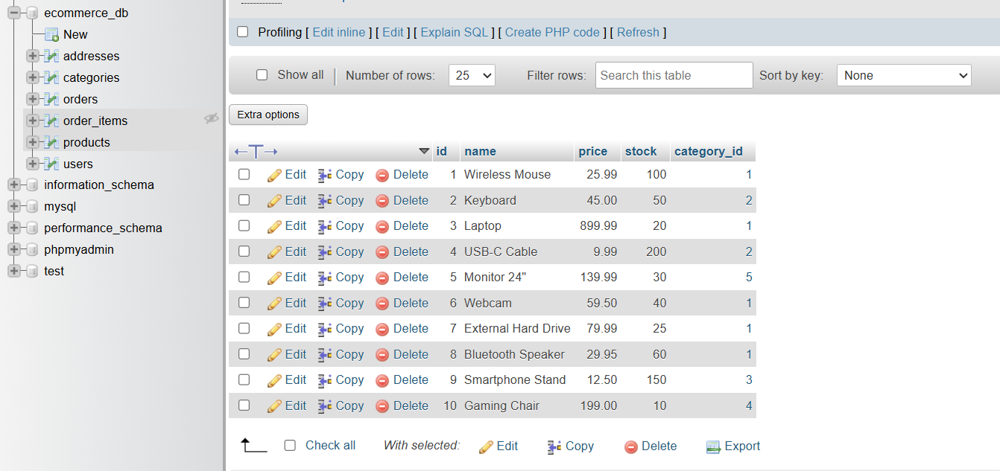 ecommerce_db
New
addresses
categories
orders
order_items
products
users
information_schema
mysql
performance_schema
phpmyadmin
test
Profiling [ Edit inline ] [ Edit ] [ Explain SQL ] [ Create PHP code ] [ Refresh ]
Show all | Number of rows: 25 Filter rows: Search this table Sort by key: None
Extra options
id name price stock category_id
Edit Copy Delete 1 Wireless Mouse 25.99 100 1
Edit Copy Delete 2 Keyboard 45.00 50 2
Edit Copy Delete 3 Laptop 899.99 20 1
Edit Copy Delete 4 USB-C Cable 9.99 200 2
Edit Copy Delete 5 Monitor 24" 139.99 30 5
Edit Copy Delete 6 Webcam 59.50 40 1
Edit Copy Delete 7 External Hard Drive 79.99 25 1
Edit Copy Delete 8 Bluetooth Speaker 29.95 60 1
Edit Copy Delete 9 Smartphone Stand 12.50 150 3
Edit Copy Delete 10 Gaming Chair 199.00 10 4
Check all With selected: Edit Copy Delete Export